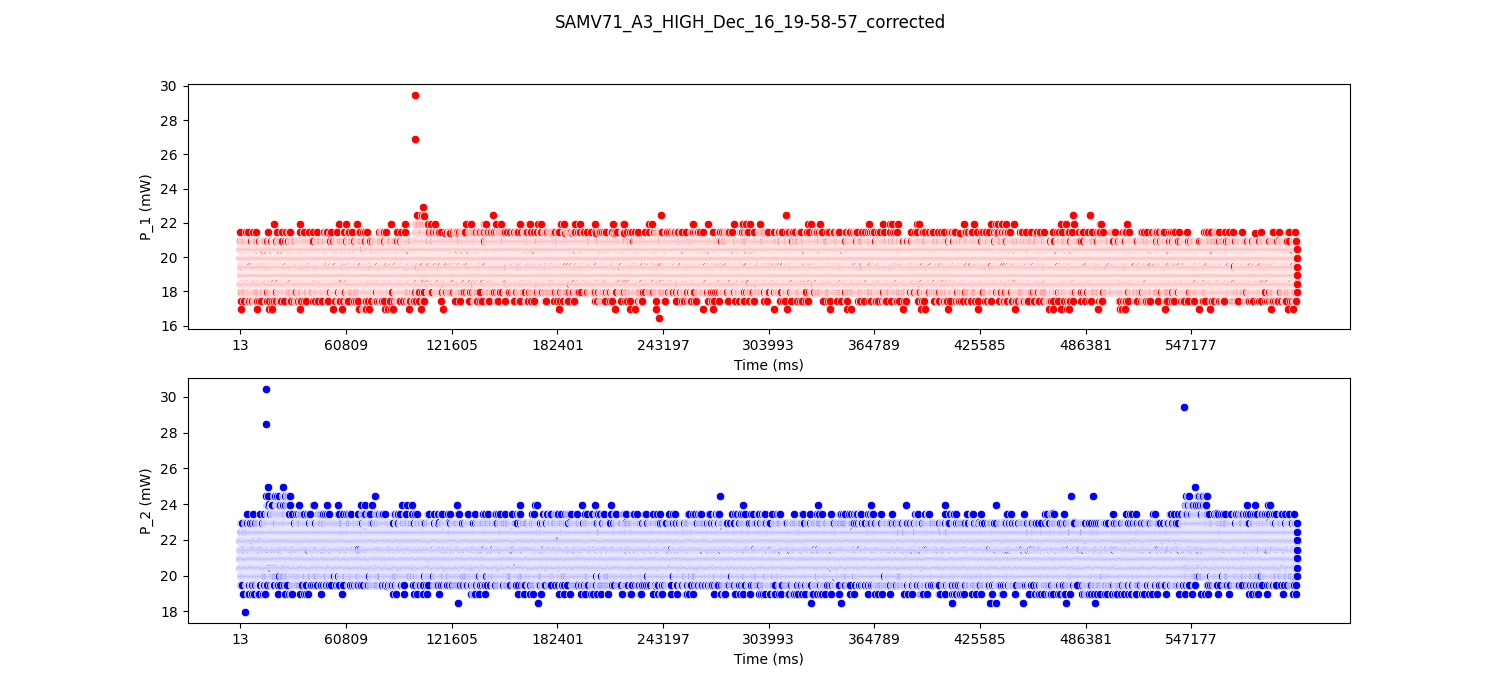 SAMV71_A3_HIGH_Dec_16_19-58-57_corrected
30
28
26
24
22
20
18
16
P_1 (mW)
13 60809 121605 182401 243197 303993 364789 425585 486381 547177
Time (ms)
30
28
26
24
22
20
18
P_2 (mW)
13 60809 121605 182401 243197 303993 364789 425585 486381 547177
Time (ms)